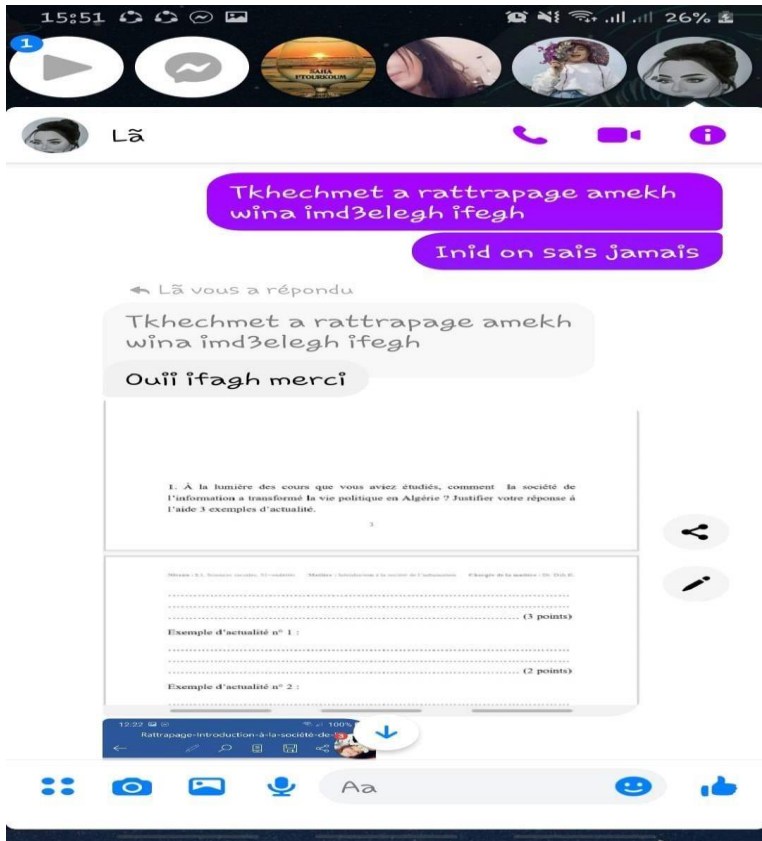 15:51
26%
1
SAHA
PTOURKOUM
Lã
Tkhechmet a rattrapage amekh
wina imd3elegh ifegh
Inid on sais jamais
Lã vous a répondu
Tkhechmet a rattrapage amekh
wina imd3elegh ifegh
Ouii ifagh merci
1. À la lumière des cours que vous aviez étudiés, comment la société de
l'information a transformé la vie politique en Algérie ? Justifier votre réponse à
l'aide 3 exemples d'actualité.
3
(3 points)
Exemple d'actualité n° 1 :
(2 points)
Exemple d'actualité n° 2 :
12:22
100%
Rattrapage-Introduction-à-la-société-de-
Aa